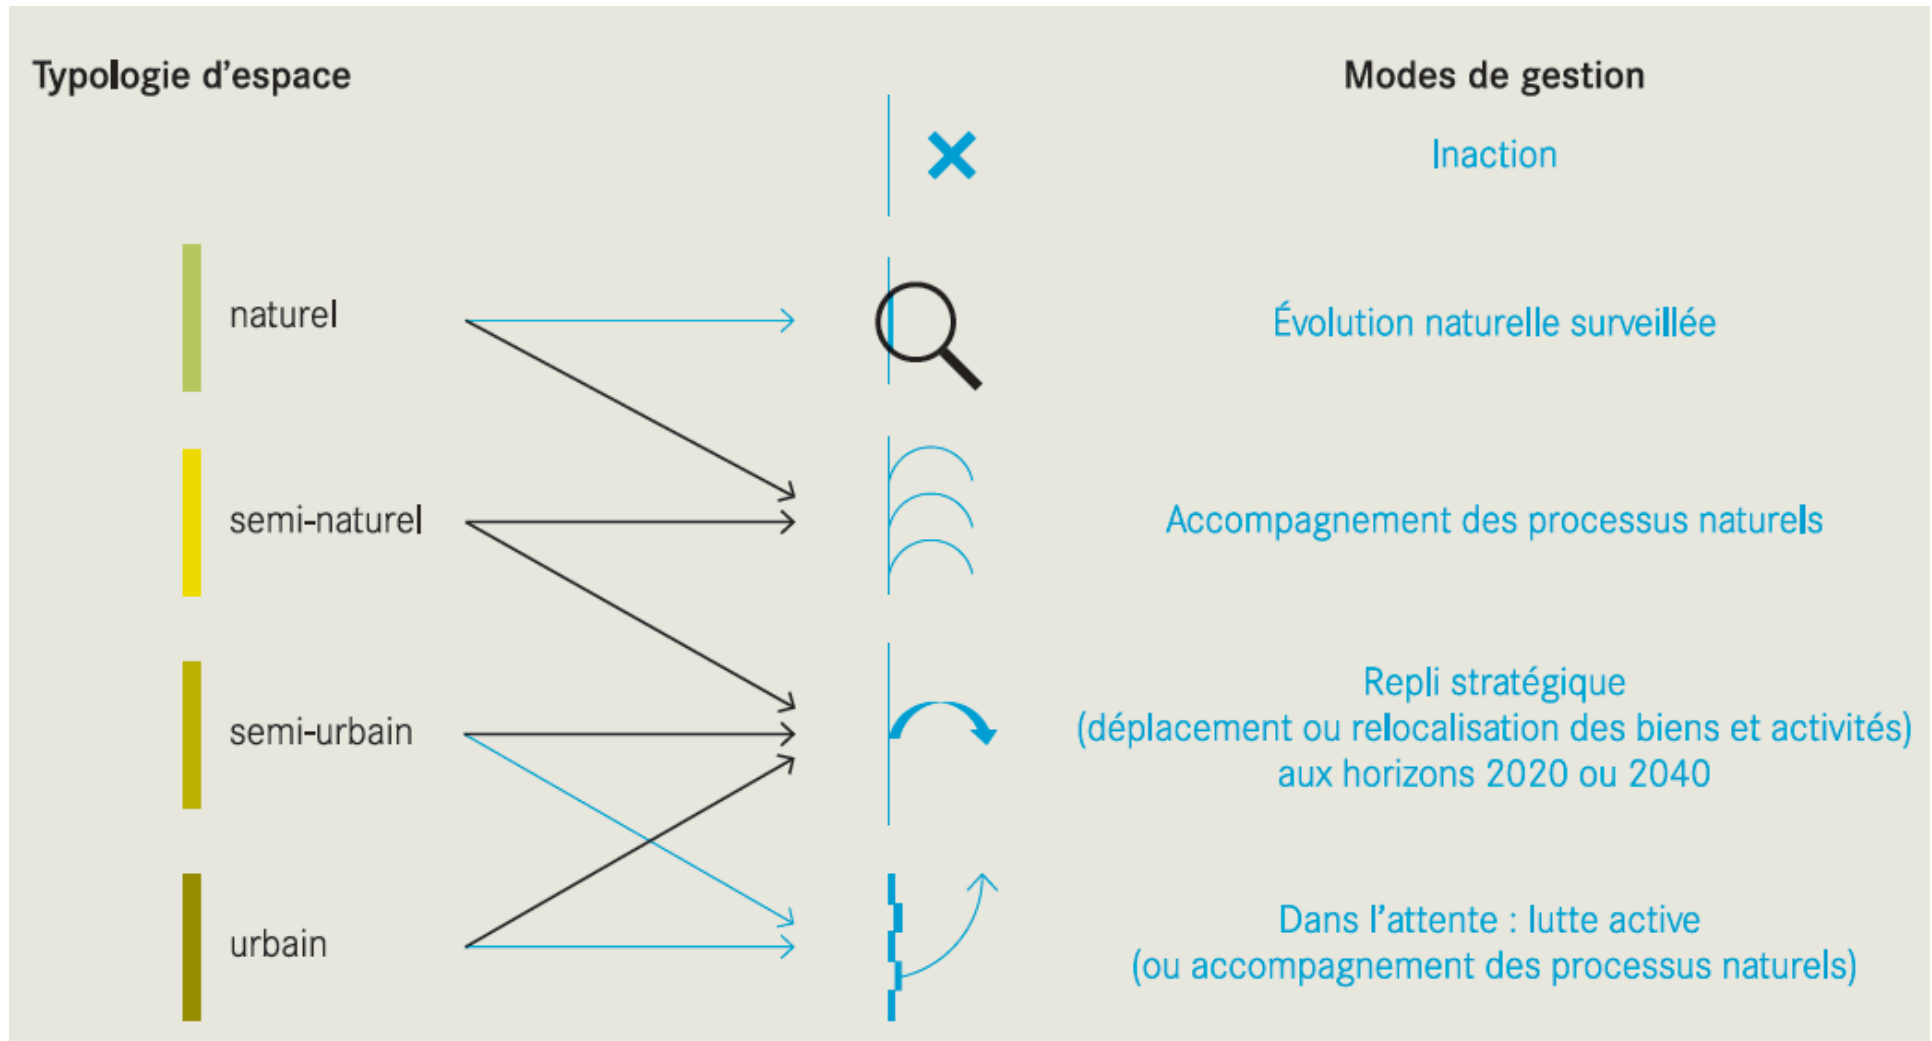 Typologie d'espace
Modes de gestion
Inaction
naturel
Évolution naturelle surveillée
semi-naturel
Accompagnement des processus naturels
semi-urbain
Repli stratégique
(déplacement ou relocalisation des biens et activités)
aux horizons 2020 ou 2040
urbain
Dans l'attente : lutte active
(ou accompagnement des processus naturels)